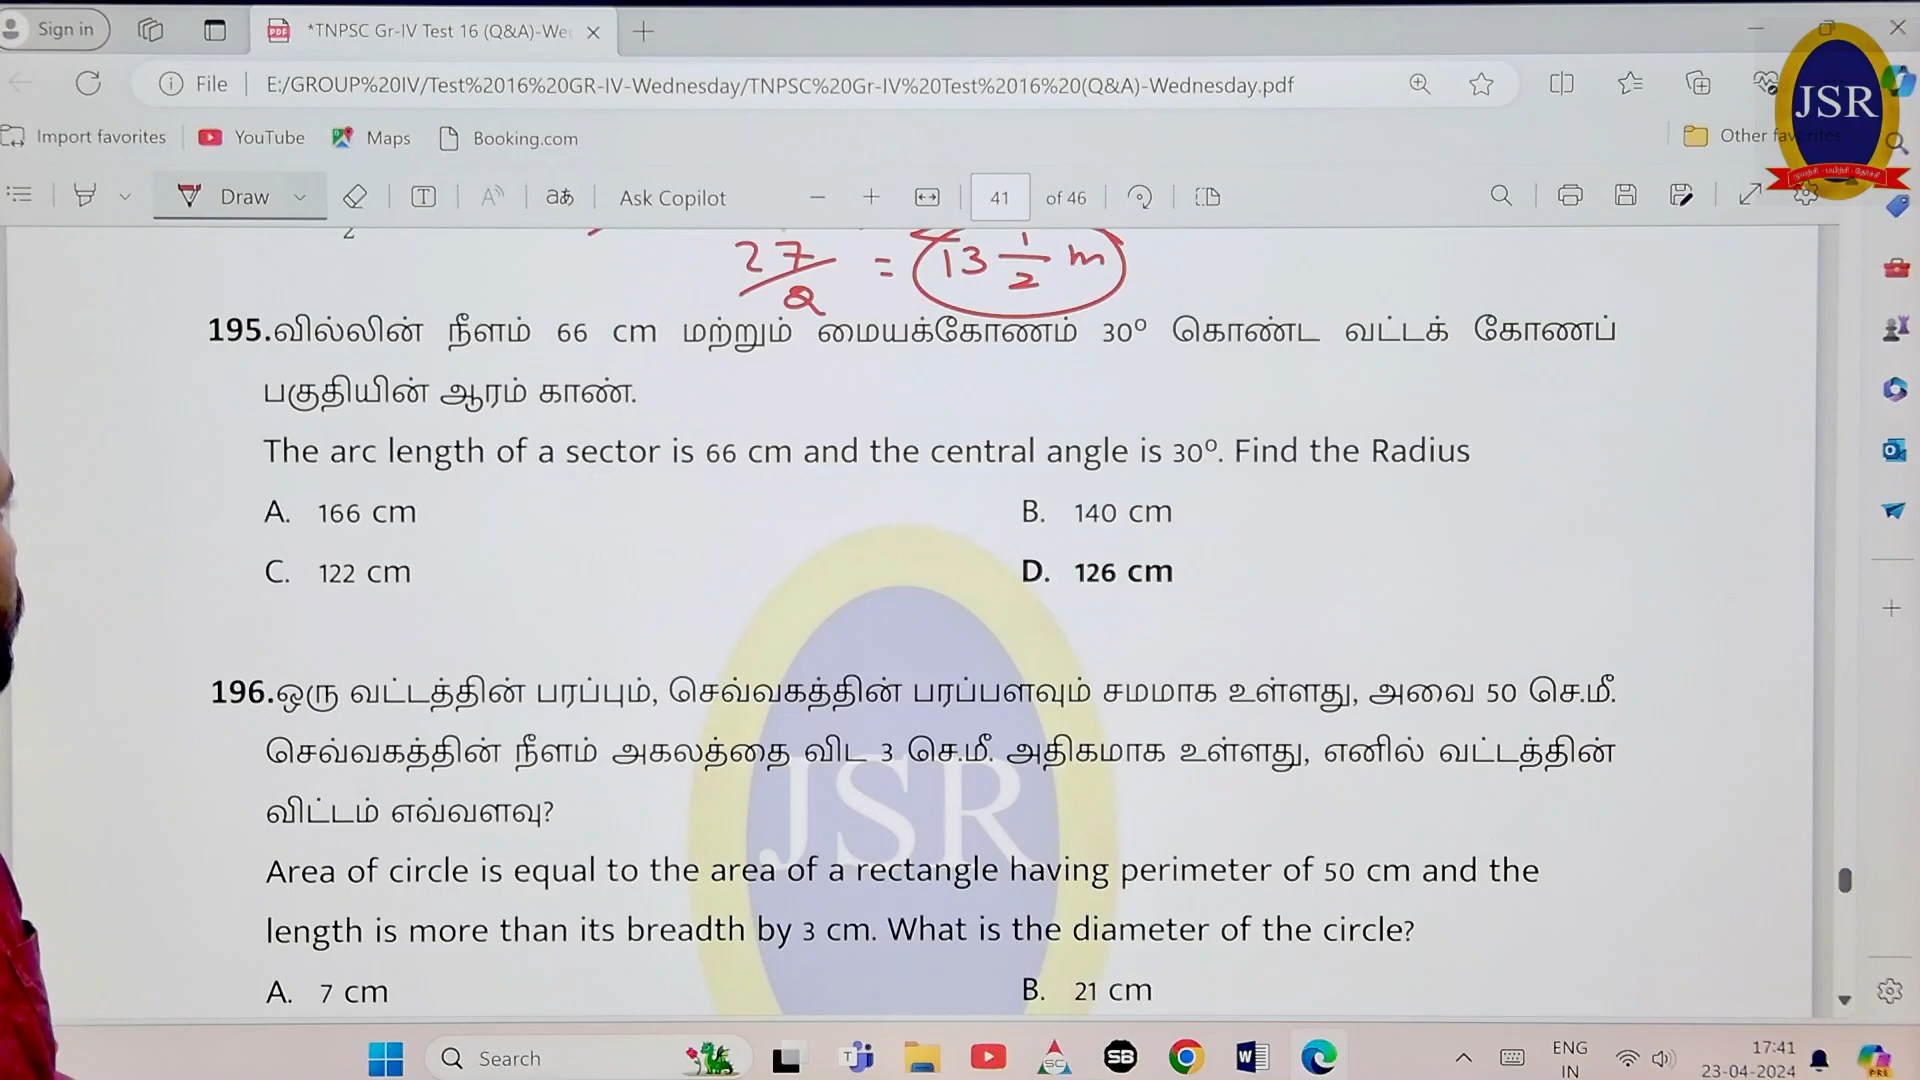 Sign in
*TNPSC Gr-IV Test 16 (Q&A)-We
File
E:/GROUP%20IV/Test%2016%20GR-IV-Wednesday/TNPSC%20Gr-IV%20Test%2016%20(Q&A)-Wednesday.pdf
JSR
முயற்சி - பயிற்சி - தேர்ச்சி
Import favorites
YouTube
Maps
Booking.com
Other favorites
Draw
Ask Copilot
41 of 46
2
27/2 = 13 1/2 m
195.வில்லின் நீளம் 66 cm மற்றும் மையக்கோணம் 30⁰ கொண்ட வட்டக் கோணப்
பகுதியின் ஆரம் காண்.
The arc length of a sector is 66 cm and the central angle is 30⁰. Find the Radius
A. 166 cm
B. 140 cm
C. 122 cm
D. 126 cm
196.ஒரு வட்டத்தின் பரப்பும், செவ்வகத்தின் பரப்பளவும் சமமாக உள்ளது, அவை 50 செ.மீ.
செவ்வகத்தின் நீளம் அகலத்தை விட 3 செ.மீ. அதிகமாக உள்ளது, எனில் வட்டத்தின்
விட்டம் எவ்வளவு?
Area of circle is equal to the area of a rectangle having perimeter of 50 cm and the
length is more than its breadth by 3 cm. What is the diameter of the circle?
A. 7 cm
B. 21 cm
JSR
Search
ENG
IN
17:41
23-04-2024